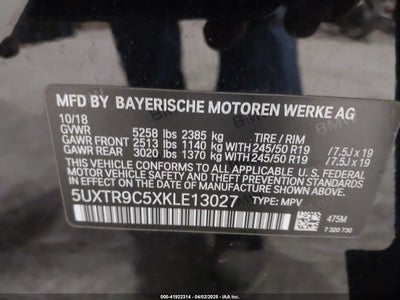 MFD BY BAYERISCHE MOTOREN WERKE AG
10/18
GVWR 5258 lbs 2385 kg TIRE / RIM
GAWR FRONT 2513 lbs 1140 kg WITH 245/50 R19 /7.5J x 19
GAWR REAR 3020 lbs 1370 kg WITH 245/50 R19 /7.5J x 19
THIS VEHICLE CONFORMS TO ALL APPLICABLE U.S. FEDERAL
MOTOR VEHICLE SAFETY AND THEFT PREVENTION STANDARDS
IN EFFECT ON THE DATE OF MANUFACTURE SHOWN ABOVE.
5UXTR9C5XKLE13027 TYPE: MPV
475M
7 320 730
000-41922314 - 04/02/2025 -